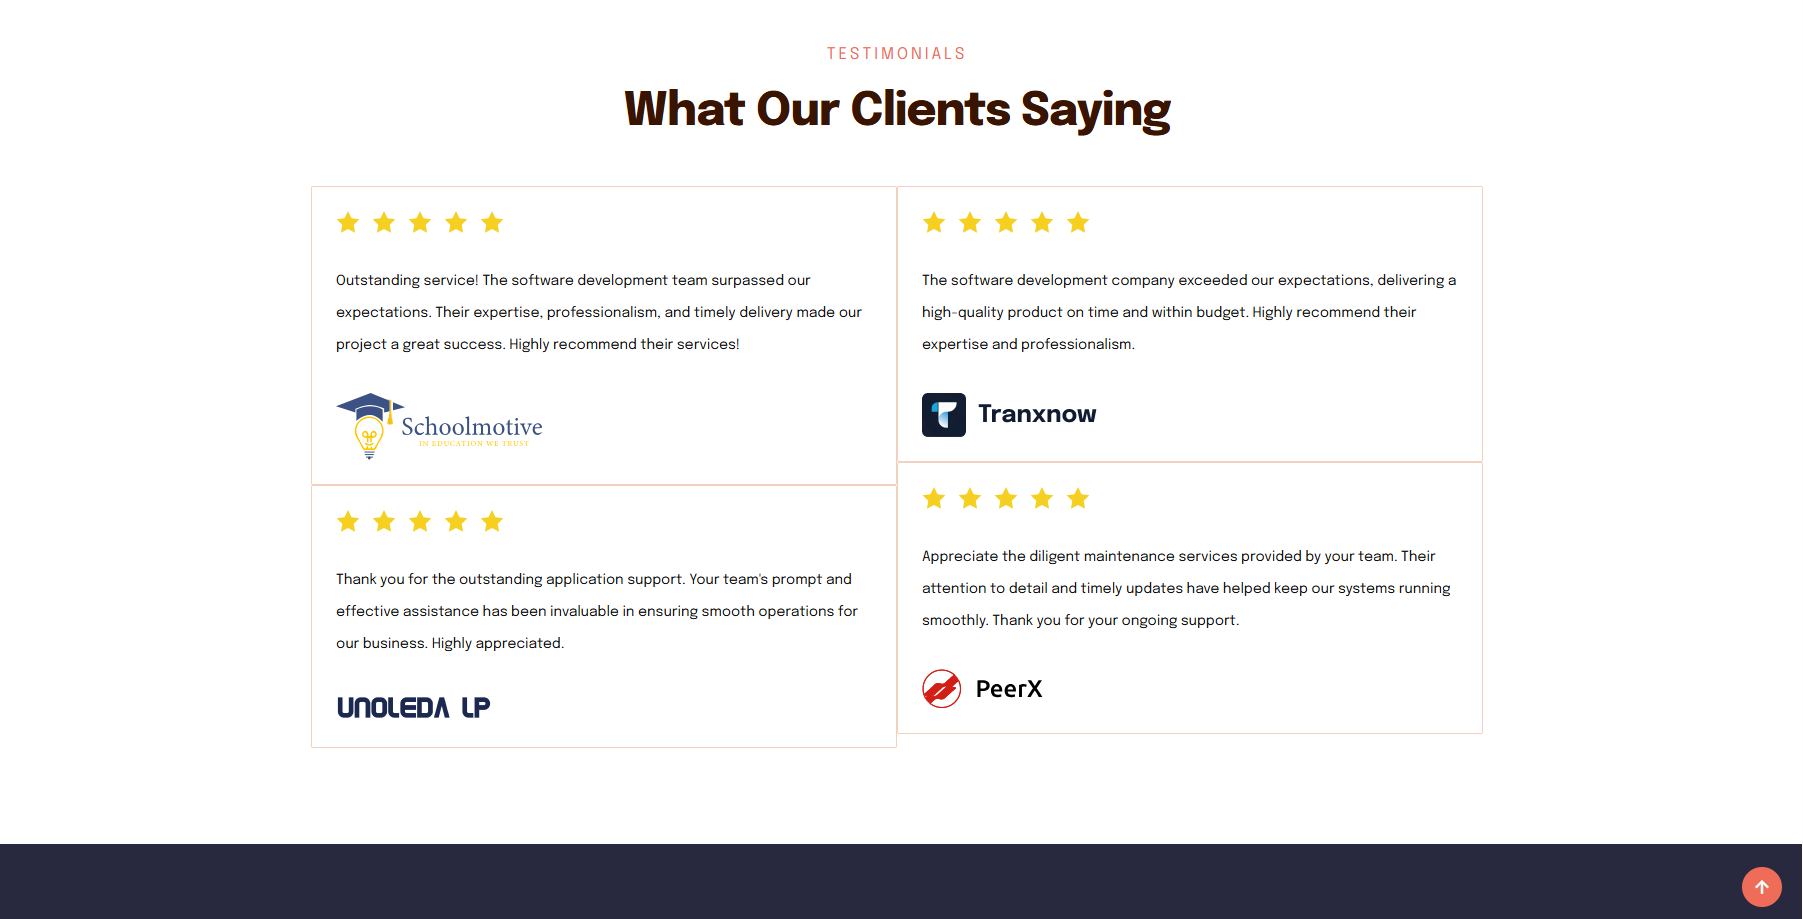 TESTIMONIALS
What Our Clients Saying
Outstanding service! The software development team surpassed our
expectations. Their expertise, professionalism, and timely delivery made our
project a great success. Highly recommend their services!
Schoolmotive
IN EDUCATION WE TRUST
The software development company exceeded our expectations, delivering a
high-quality product on time and within budget. Highly recommend their
expertise and professionalism.
Tranxnow
Thank you for the outstanding application support. Your team's prompt and
effective assistance has been invaluable in ensuring smooth operations for
our business. Highly appreciated.
UNOLEDA LP
Appreciate the diligent maintenance services provided by your team. Their
attention to detail and timely updates have helped keep our systems running
smoothly. Thank you for your ongoing support.
PeerX